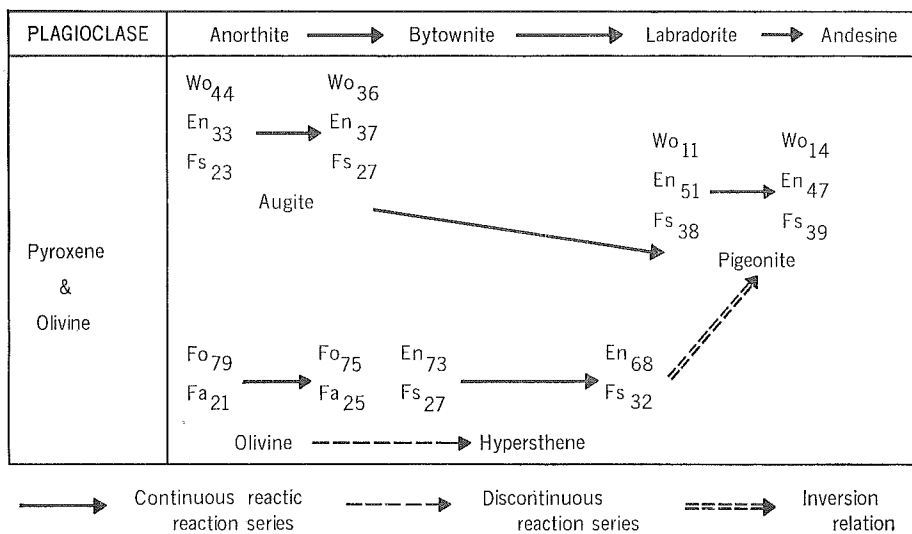 PLAGIOCLASE Anorthite Bytownite Labradorite Andesine
Wo44 Wo36
En33 En37
Fs23 Fs27
Augite
Wo11 Wo14
En51 En47
Fs38 Fs39
Pigeonite
Pyroxene
&
Olivine
Fo79 Fo75 En73 En68
Fa21 Fa25 Fs27 Fs32
Olivine Hypersthene
Continuous reactic
reaction series
Discontinuous
reaction series
Inversion
relation